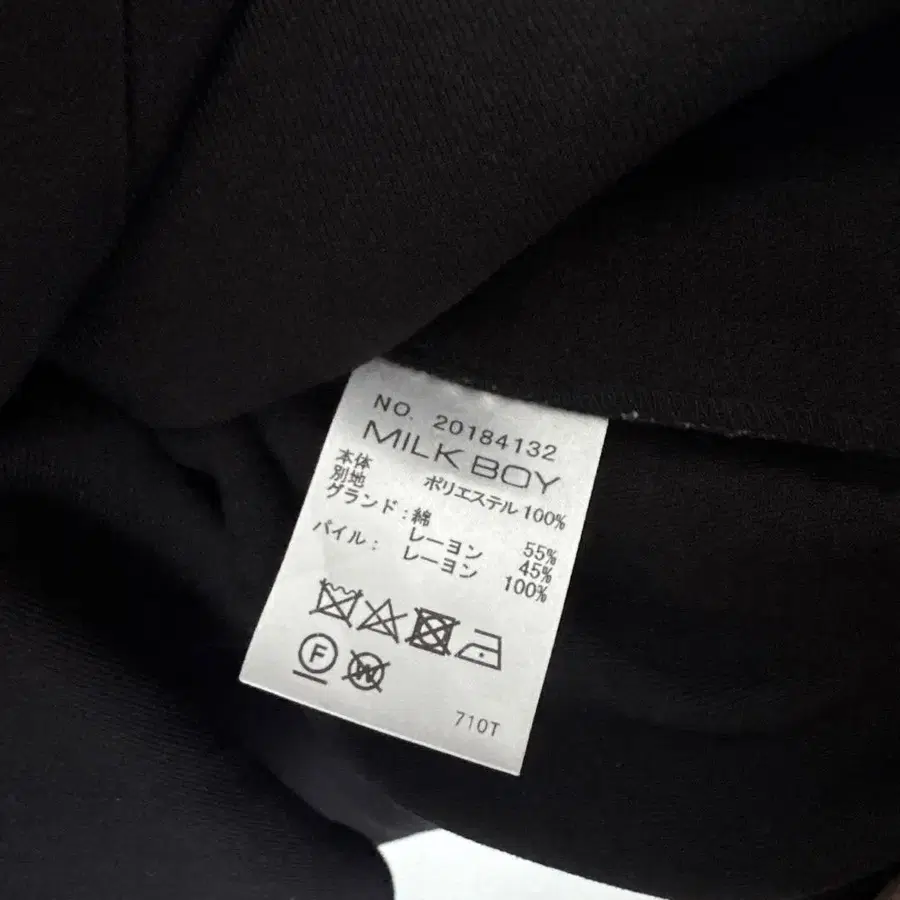 NO. 20184132
MILK BOY
本体 ポリエステル 100%
別地
グランド:綿 55%
レーヨン 45%
パイル: レーヨン 100%
F
W
710T